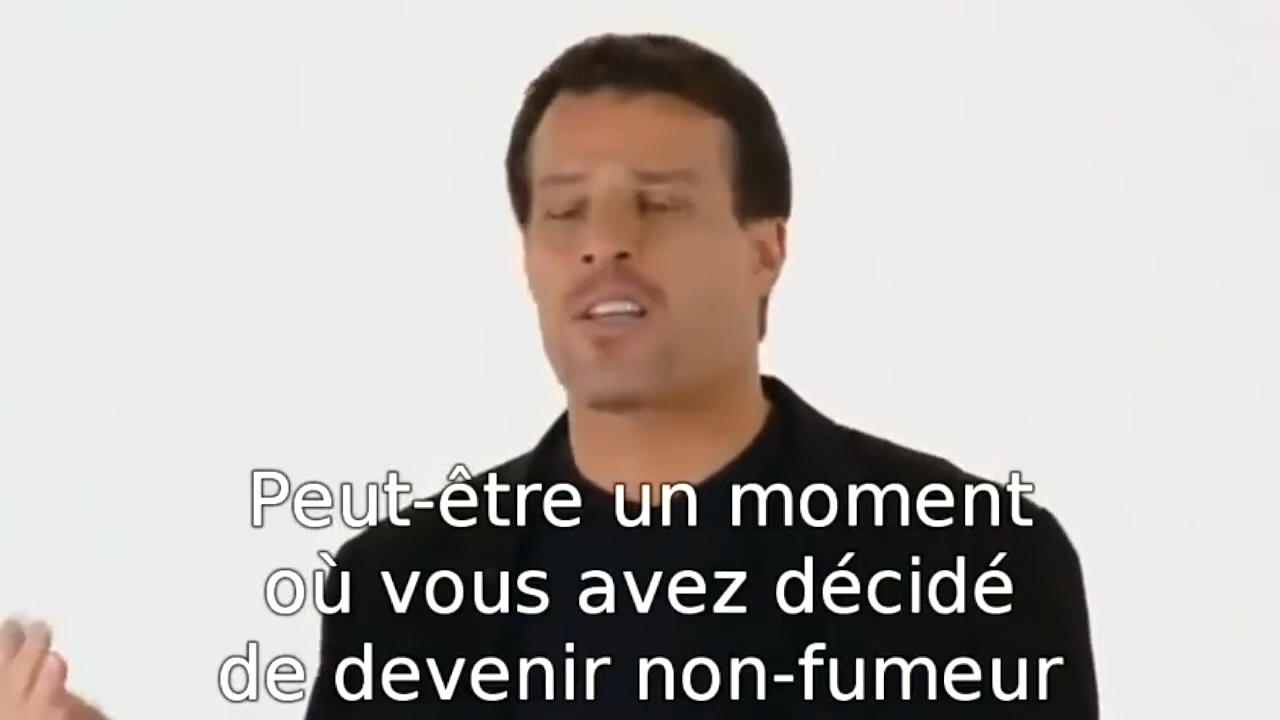 Peut-être un moment
où vous avez décidé
de devenir non-fumeur